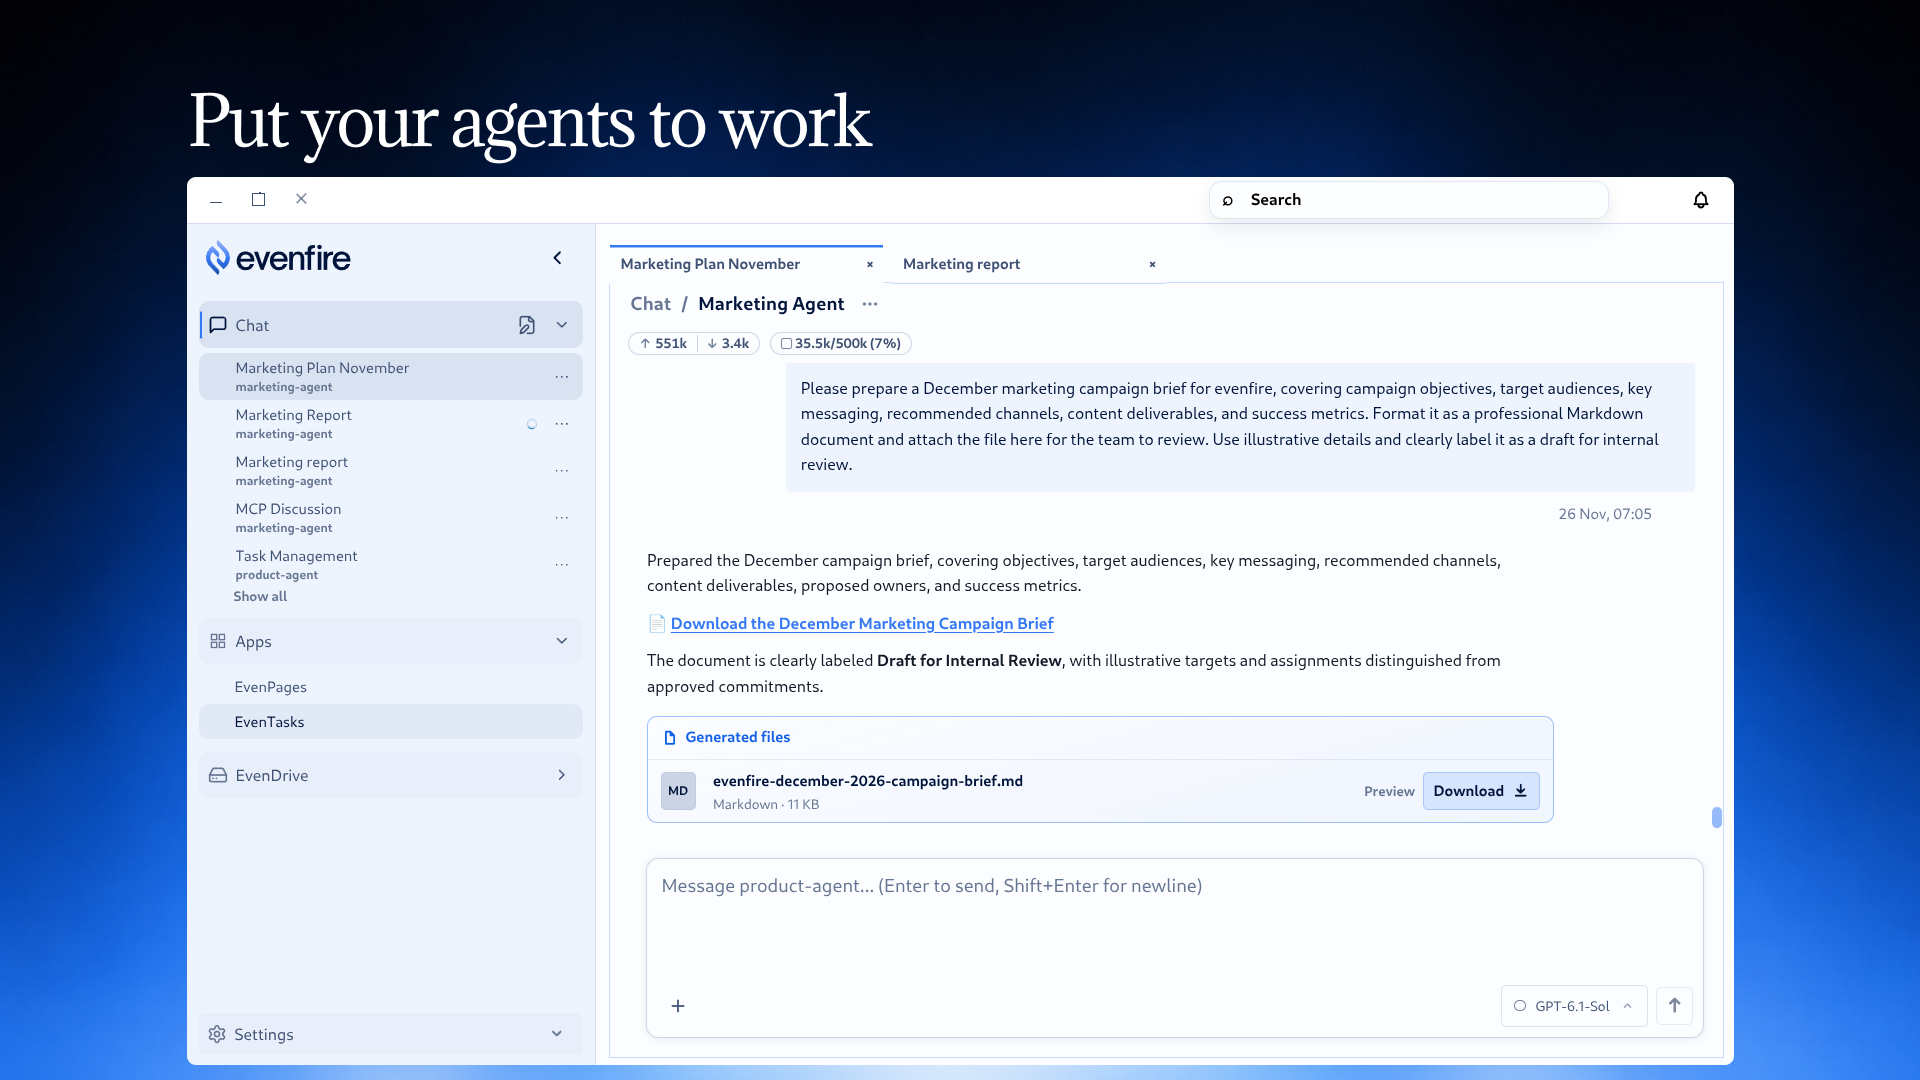 Put your agents to work
Search
evenfire
Chat
Marketing Plan November
marketing-agent
Marketing Report
marketing-agent
Marketing report
marketing-agent
MCP Discussion
marketing-agent
Task Management
product-agent
Show all
Apps
EvenPages
EvenTasks
EvenDrive
Settings
Marketing Plan November
Marketing report
Chat / Marketing Agent
551k 3.4k 35.5k/500k (7%)
Please prepare a December marketing campaign brief for evenfire, covering campaign objectives, target audiences, key
messaging, recommended channels, content deliverables, and success metrics. Format it as a professional Markdown
document and attach the file here for the team to review. Use illustrative details and clearly label it as a draft for internal
review.
26 Nov, 07:05
Prepared the December campaign brief, covering objectives, target audiences, key messaging, recommended channels,
content deliverables, proposed owners, and success metrics.
Download the December Marketing Campaign Brief
The document is clearly labeled Draft for Internal Review, with illustrative targets and assignments distinguished from
approved commitments.
Generated files
MD
evenfire-december-2026-campaign-brief.md
Markdown · 11 KB
Preview
Download
Message product-agent... (Enter to send, Shift+Enter for newline)
GPT-6.1-Sol